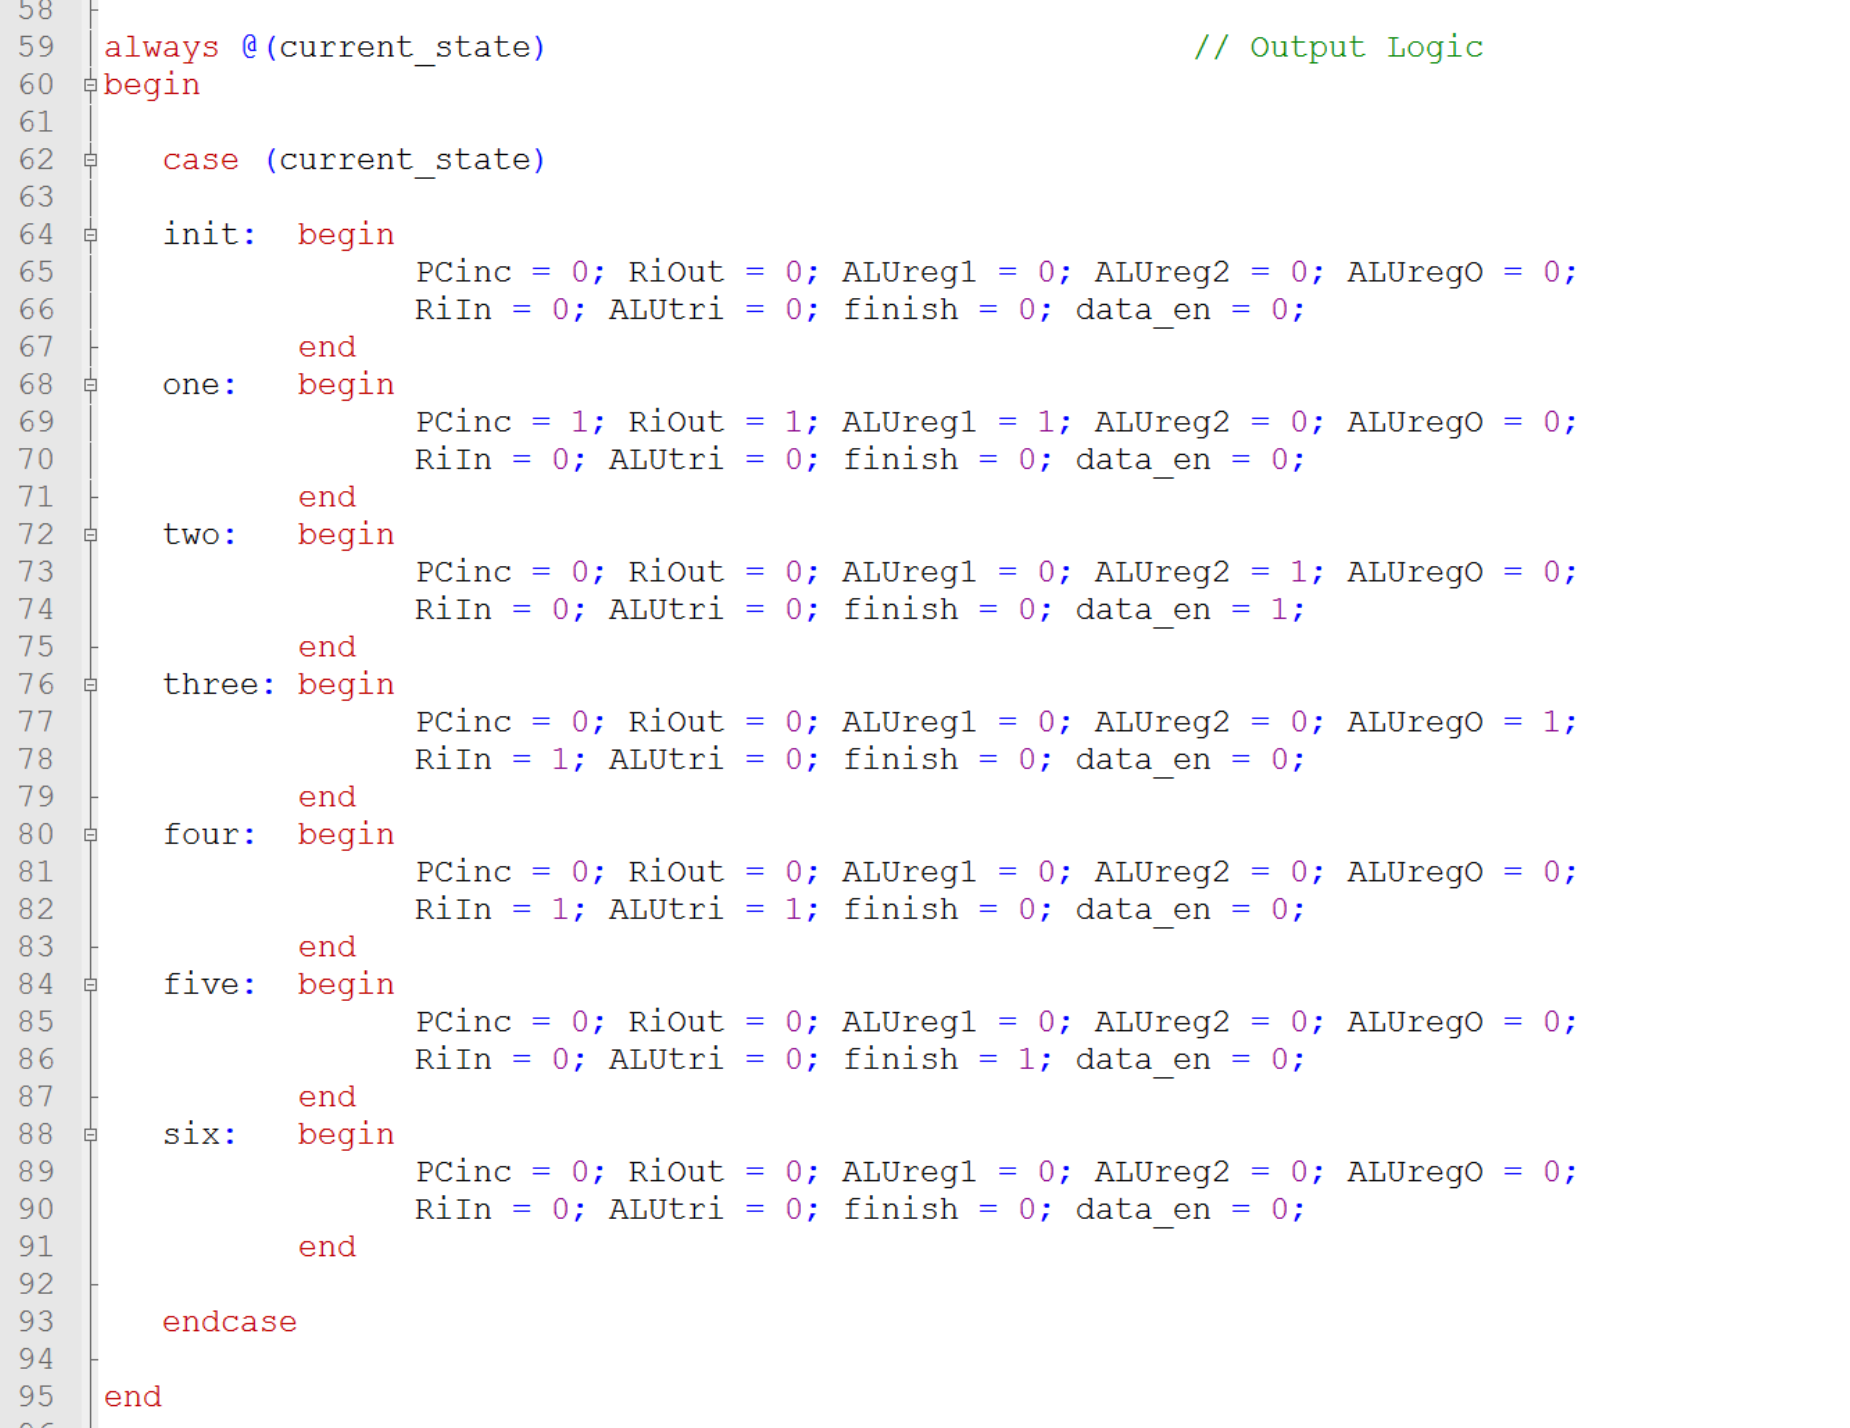 58
59 always @(current_state) // Output Logic
60 begin
61
62 case (current_state)
63
64 init: begin
65 PCinc = 0; RiOut = 0; ALUreg1 = 0; ALUreg2 = 0; ALUregO = 0;
66 RiIn = 0; ALUtri = 0; finish = 0; data_en = 0;
67 end
68 one: begin
69 PCinc = 1; RiOut = 1; ALUreg1 = 1; ALUreg2 = 0; ALUregO = 0;
70 RiIn = 0; ALUtri = 0; finish = 0; data_en = 0;
71 end
72 two: begin
73 PCinc = 0; RiOut = 0; ALUreg1 = 0; ALUreg2 = 1; ALUregO = 0;
74 RiIn = 0; ALUtri = 0; finish = 0; data_en = 1;
75 end
76 three: begin
77 PCinc = 0; RiOut = 0; ALUreg1 = 0; ALUreg2 = 0; ALUregO = 1;
78 RiIn = 1; ALUtri = 0; finish = 0; data_en = 0;
79 end
80 four: begin
81 PCinc = 0; RiOut = 0; ALUreg1 = 0; ALUreg2 = 0; ALUregO = 0;
82 RiIn = 1; ALUtri = 1; finish = 0; data_en = 0;
83 end
84 five: begin
85 PCinc = 0; RiOut = 0; ALUreg1 = 0; ALUreg2 = 0; ALUregO = 0;
86 RiIn = 0; ALUtri = 0; finish = 1; data_en = 0;
87 end
88 six: begin
89 PCinc = 0; RiOut = 0; ALUreg1 = 0; ALUreg2 = 0; ALUregO = 0;
90 RiIn = 0; ALUtri = 0; finish = 0; data_en = 0;
91 end
92
93 endcase
94
95 end